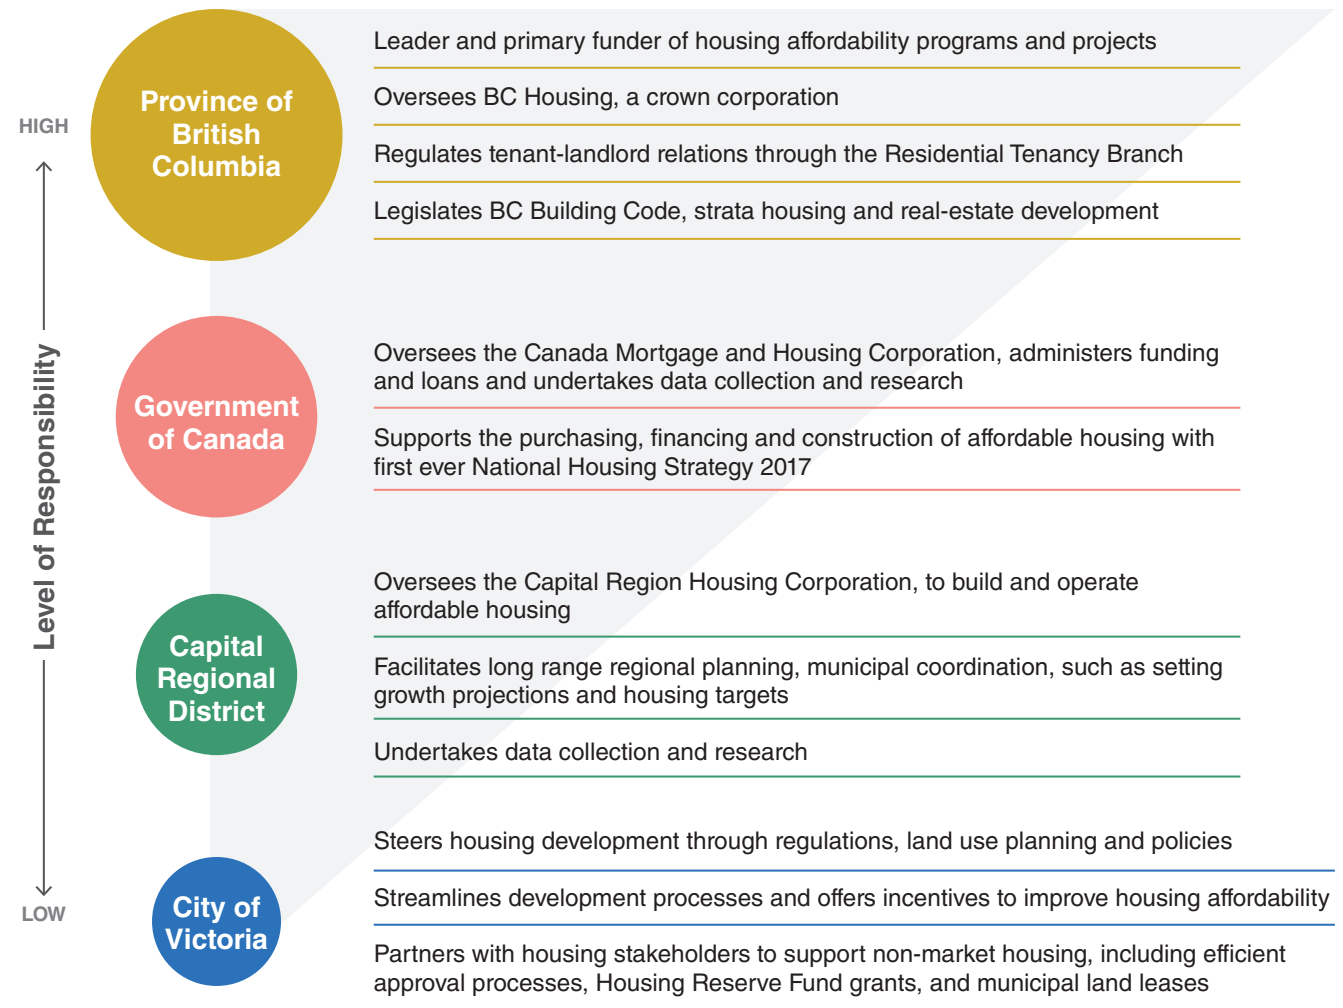 HIGH
Level of Responsibility
LOW
Province of
British
Columbia
Leader and primary funder of housing affordability programs and projects
Oversees BC Housing, a crown corporation
Regulates tenant-landlord relations through the Residential Tenancy Branch
Legislates BC Building Code, strata housing and real-estate development
Government
of Canada
Oversees the Canada Mortgage and Housing Corporation, administers funding
and loans and undertakes data collection and research
Supports the purchasing, financing and construction of affordable housing with
first ever National Housing Strategy 2017
Capital
Regional
District
Oversees the Capital Region Housing Corporation, to build and operate
affordable housing
Facilitates long range regional planning, municipal coordination, such as setting
growth projections and housing targets
Undertakes data collection and research
City of
Victoria
Steers housing development through regulations, land use planning and policies
Streamlines development processes and offers incentives to improve housing affordability
Partners with housing stakeholders to support non-market housing, including efficient
approval processes, Housing Reserve Fund grants, and municipal land leases